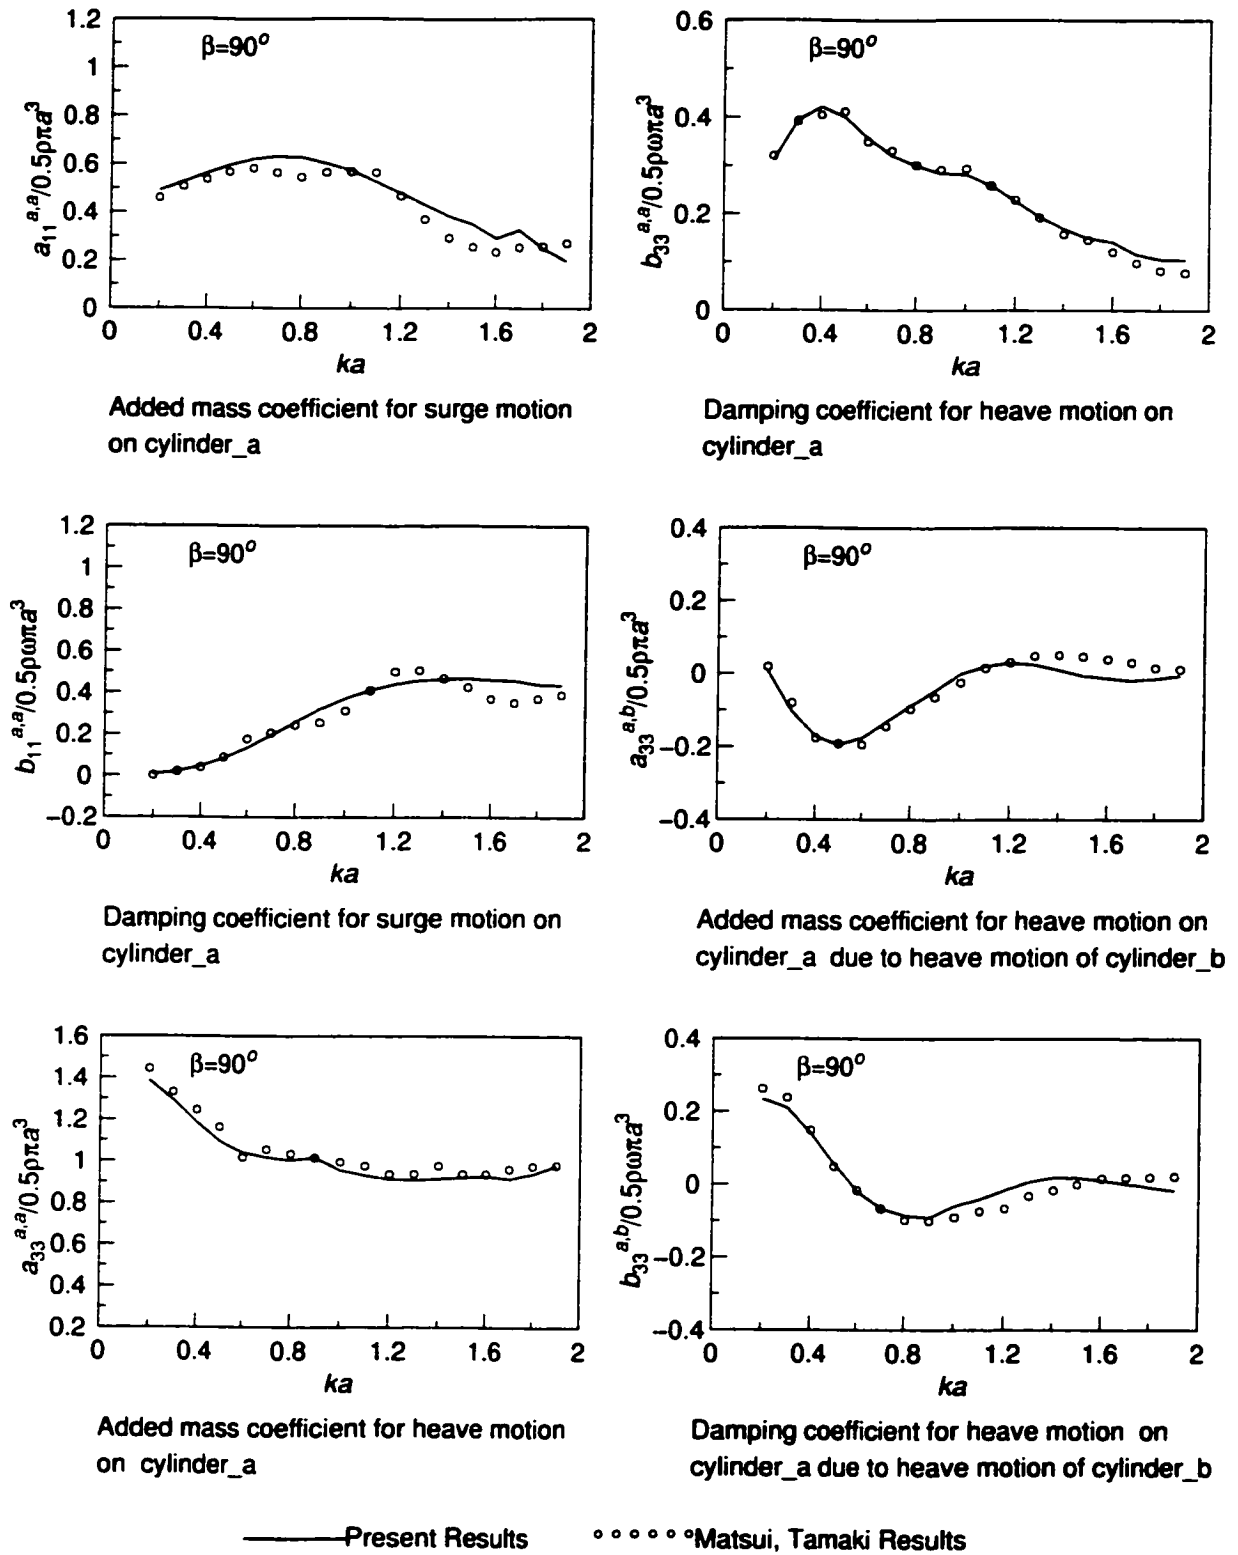 1.2
1
0.8
0.6
0.4
0.2
0
β=90°
a₁₁ᵃ,ᵃ/0.5ρπa³
0 0.4 0.8 1.2 1.6 2
ka
Added mass coefficient for surge motion
on cylinder_a
0.6
0.4
0.2
0
β=90°
b₃₃ᵃ,ᵃ/0.5ρωπa³
0 0.4 0.8 1.2 1.6 2
ka
Damping coefficient for heave motion on
cylinder_a
1.2
1
0.8
0.6
0.4
0.2
0
−0.2
β=90°
b₁₁ᵃ,ᵃ/0.5ρωπa³
0 0.4 0.8 1.2 1.6 2
ka
Damping coefficient for surge motion on
cylinder_a
0.4
0.2
0
−0.2
−0.4
β=90°
a₃₃ᵃ,ᵇ/0.5ρπa³
0 0.4 0.8 1.2 1.6 2
ka
Added mass coefficient for heave motion on
cylinder_a due to heave motion of cylinder_b
1.6
1.4
1.2
1
0.8
0.6
0.4
0.2
β=90°
a₃₃ᵃ,ᵃ/0.5ρπa³
0 0.4 0.8 1.2 1.6 2
ka
Added mass coefficient for heave motion
on cylinder_a
0.4
0.2
0
−0.2
−0.4
β=90°
b₃₃ᵃ,ᵇ/0.5ρωπa³
0 0.4 0.8 1.2 1.6 2
ka
Damping coefficient for heave motion on
cylinder_a due to heave motion of cylinder_b
Present Results
Matsui, Tamaki Results